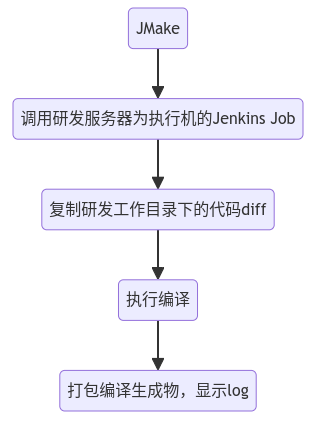 JMake
调用研发服务器为执行机的Jenkins Job
复制研发工作目录下的代码diff
执行编译
打包编译生成物，显示log